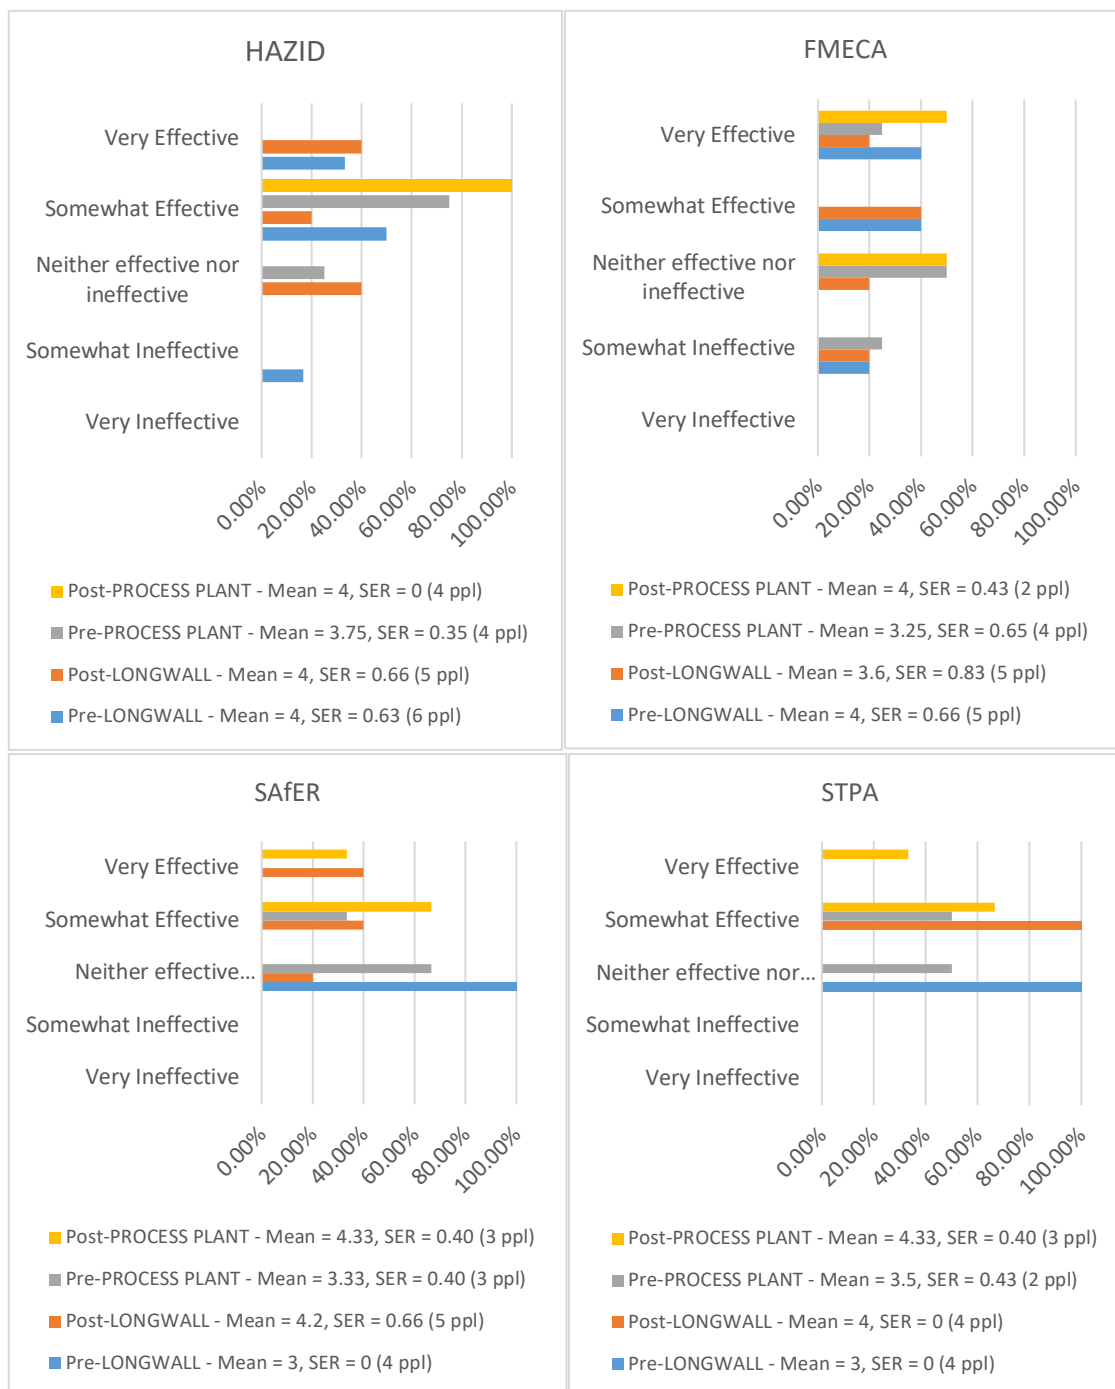 HAZID
Very Effective
Somewhat Effective
Neither effective nor
ineffective
Somewhat Ineffective
Very Ineffective
0.00%
20.00%
40.00%
60.00%
80.00%
100.00%
Post-PROCESS PLANT - Mean = 4, SER = 0 (4 ppl)
Pre-PROCESS PLANT - Mean = 3.75, SER = 0.35 (4 ppl)
Post-LONGWALL - Mean = 4, SER = 0.66 (5 ppl)
Pre-LONGWALL - Mean = 4, SER = 0.63 (6 ppl)
FMECA
Very Effective
Somewhat Effective
Neither effective nor
ineffective
Somewhat Ineffective
Very Ineffective
0.00%
20.00%
40.00%
60.00%
80.00%
100.00%
Post-PROCESS PLANT - Mean = 4, SER = 0.43 (2 ppl)
Pre-PROCESS PLANT - Mean = 3.25, SER = 0.65 (4 ppl)
Post-LONGWALL - Mean = 3.6, SER = 0.83 (5 ppl)
Pre-LONGWALL - Mean = 4, SER = 0.66 (5 ppl)
SAfER
Very Effective
Somewhat Effective
Neither effective...
Somewhat Ineffective
Very Ineffective
0.00%
20.00%
40.00%
60.00%
80.00%
100.00%
Post-PROCESS PLANT - Mean = 4.33, SER = 0.40 (3 ppl)
Pre-PROCESS PLANT - Mean = 3.33, SER = 0.40 (3 ppl)
Post-LONGWALL - Mean = 4.2, SER = 0.66 (5 ppl)
Pre-LONGWALL - Mean = 3, SER = 0 (4 ppl)
STPA
Very Effective
Somewhat Effective
Neither effective nor...
Somewhat Ineffective
Very Ineffective
0.00%
20.00%
40.00%
60.00%
80.00%
100.00%
Post-PROCESS PLANT - Mean = 4.33, SER = 0.40 (3 ppl)
Pre-PROCESS PLANT - Mean = 3.5, SER = 0.43 (2 ppl)
Post-LONGWALL - Mean = 4, SER = 0 (4 ppl)
Pre-LONGWALL - Mean = 3, SER = 0 (4 ppl)